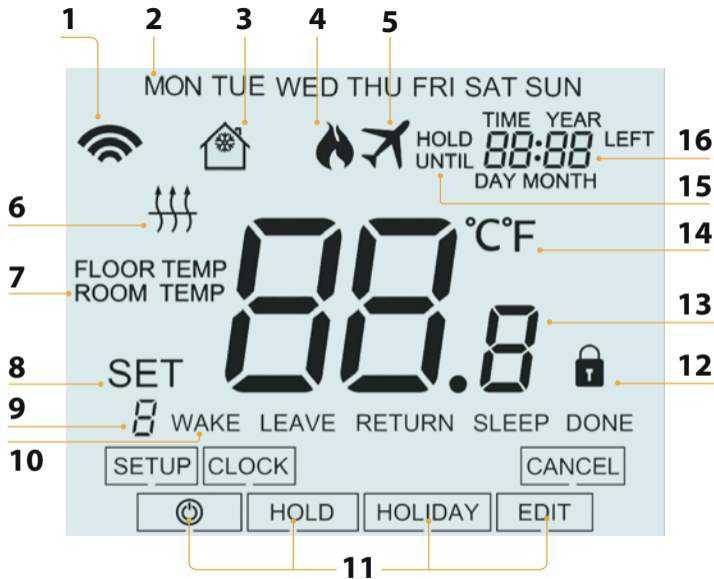 1 2 3 4 5
MON TUE WED THU FRI SAT SUN
TIME YEAR
HOLD 88:88 LEFT 16
UNTIL
DAY MONTH 15
6
°C°F 14
FLOOR TEMP
7 ROOM TEMP
88.8 13
8 SET 12
9 8 WAKE LEAVE RETURN SLEEP DONE
10
SETUP CLOCK CANCEL
HOLD HOLIDAY EDIT
11